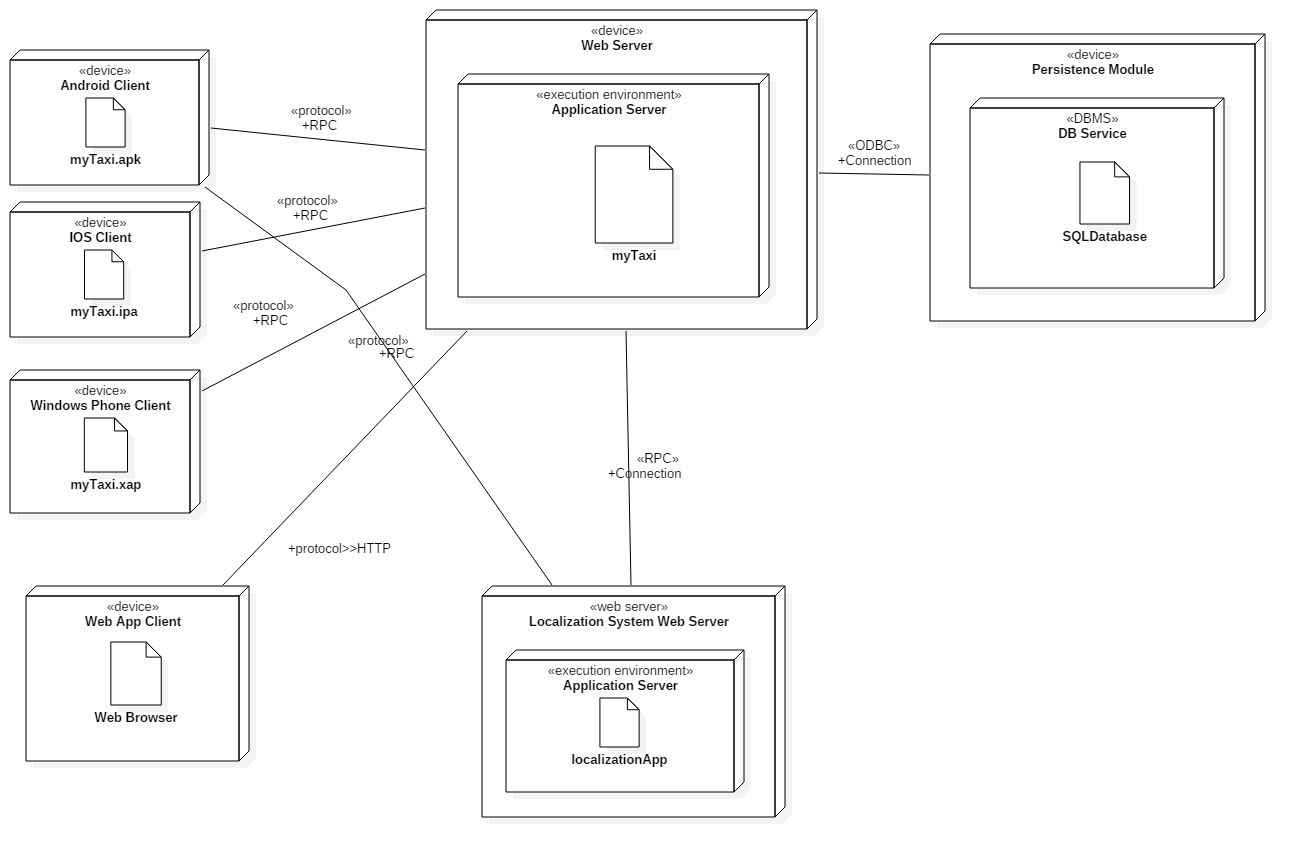 «device»
Android Client
myTaxi.apk
«protocol»
+RPC
«device»
Web Server
«execution environment»
Application Server
myTaxi
«ODBC»
+Connection
«device»
Persistence Module
«DBMS»
DB Service
SQLDatabase
«device»
IOS Client
myTaxi.ipa
«protocol»
+RPC
«protocol»
+RPC
«protocol»
+RPC
«device»
Windows Phone Client
myTaxi.xap
«RPC»
+Connection
+protocol>>HTTP
«device»
Web App Client
Web Browser
«web server»
Localization System Web Server
«execution environment»
Application Server
localizationApp